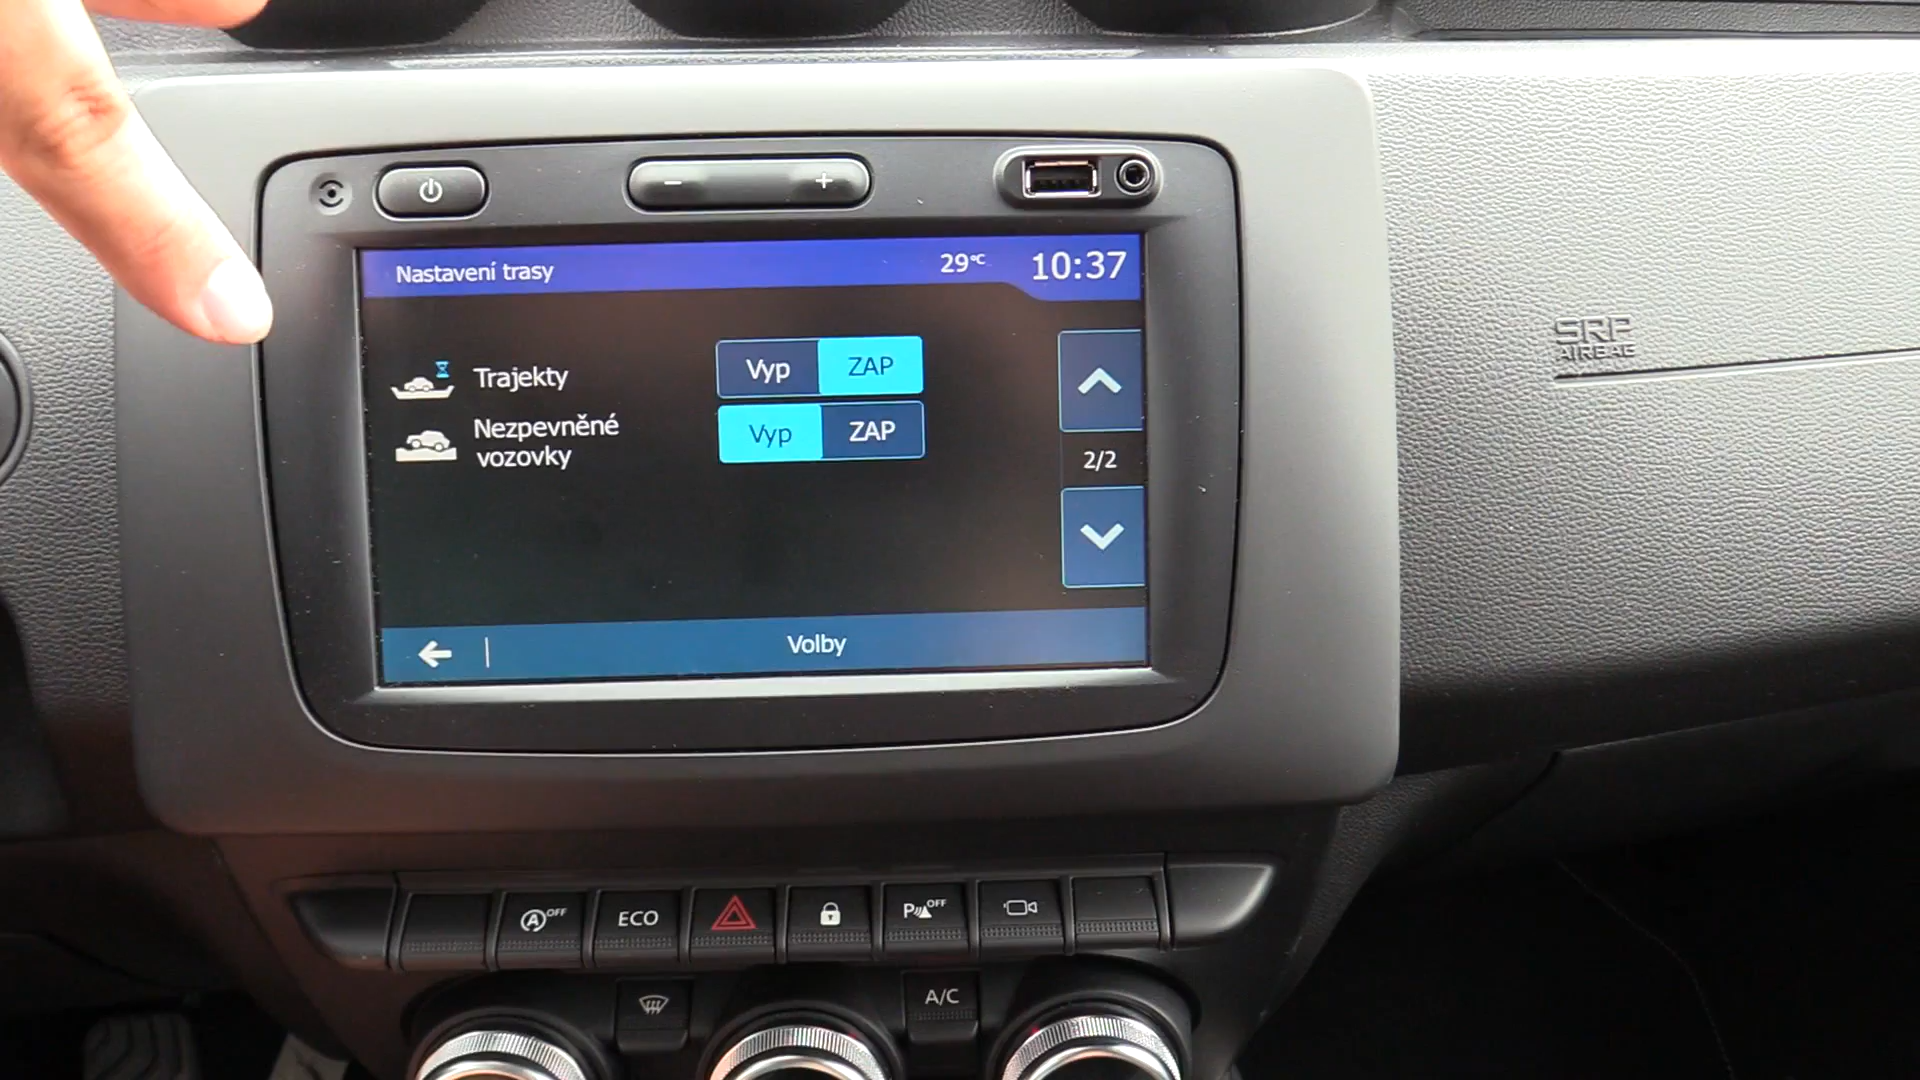 Nastavení trasy 29°C 10:37
Trajekty Vyp ZAP
Nezpevněné
vozovky
Vyp ZAP
2/2
Volby
SRP
AIRBAG
A OFF
ECO
P OFF
A/C